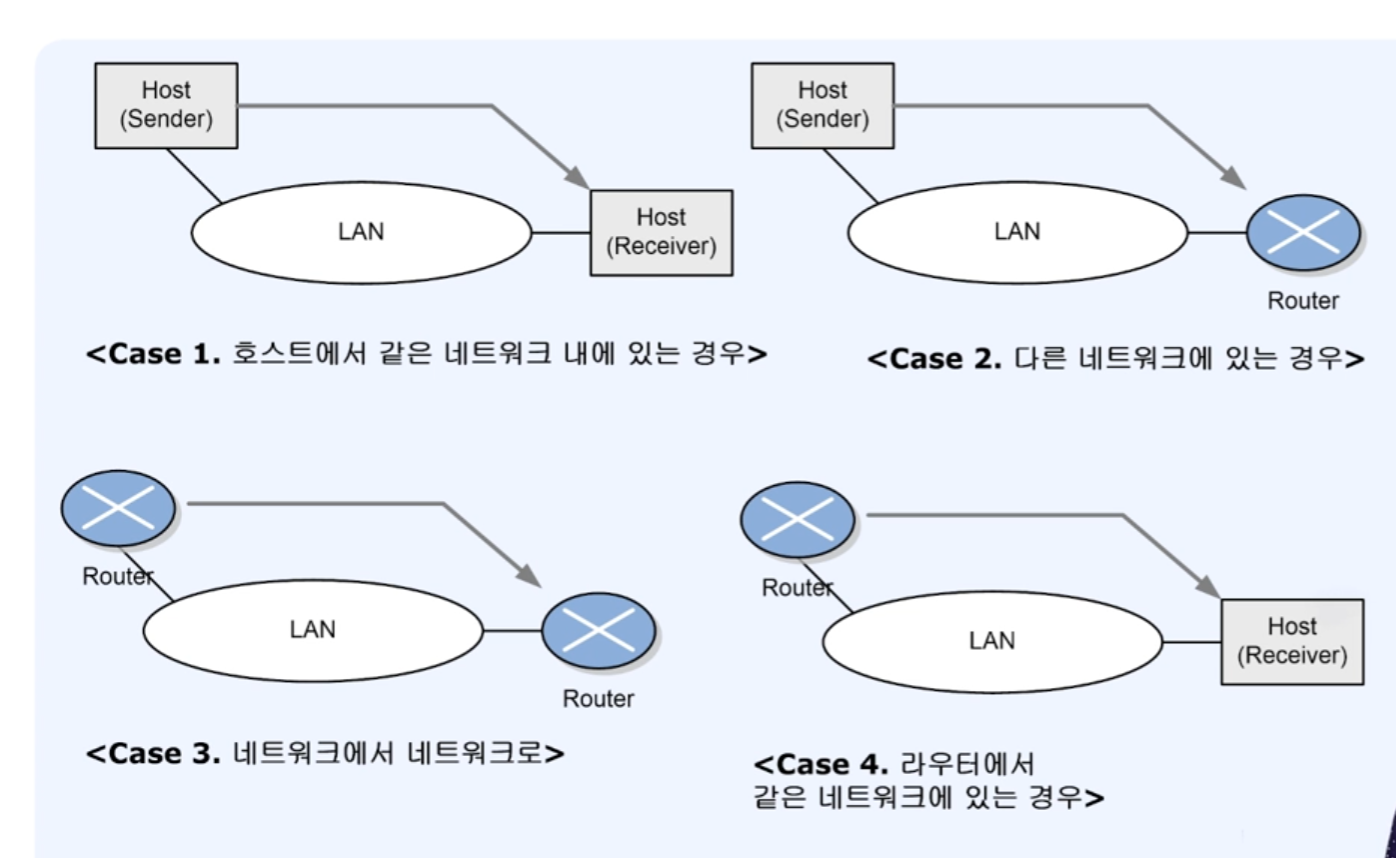 Host
(Sender)
LAN
Host
(Receiver)
<Case 1. 호스트에서 같은 네트워크 내에 있는 경우>
Host
(Sender)
LAN
Router
<Case 2. 다른 네트워크에 있는 경우>
Router
LAN
Router
<Case 3. 네트워크에서 네트워크로>
Router
LAN
Host
(Receiver)
<Case 4. 라우터에서
같은 네트워크에 있는 경우>